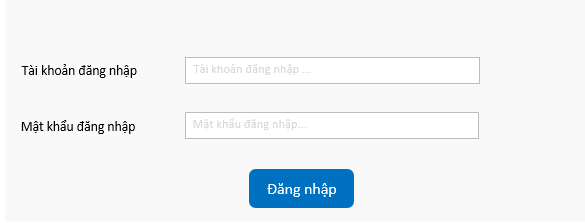 Tài khoản đăng nhập
Tài khoản đăng nhập ...
Mật khẩu đăng nhập
Mật khẩu đăng nhập...
Đăng nhập